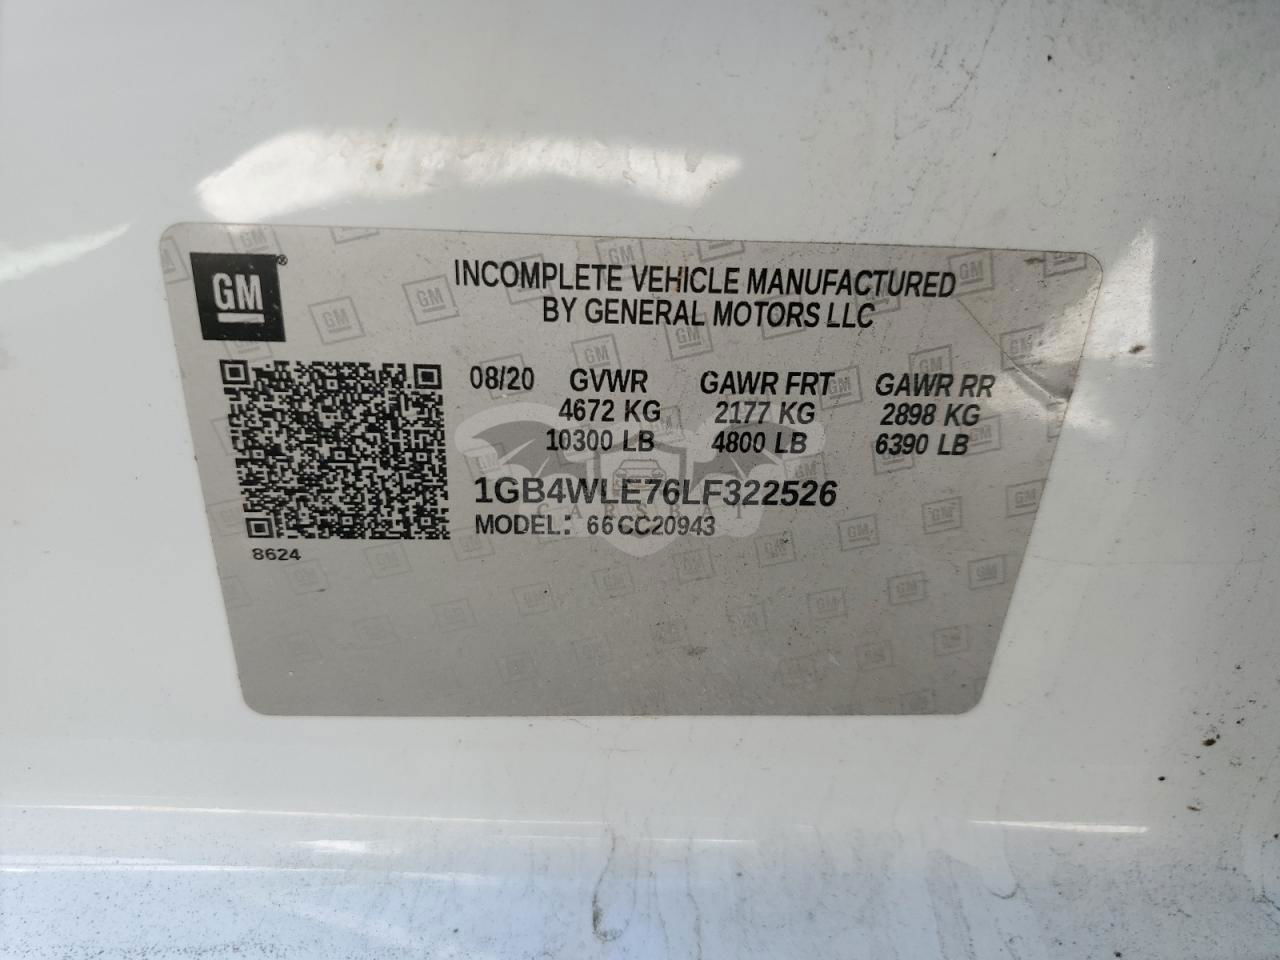 GM®
INCOMPLETE VEHICLE MANUFACTURED
BY GENERAL MOTORS LLC
08/20 GVWR GAWR FRT GAWR RR
4672 KG 2177 KG 2898 KG
10300 LB 4800 LB 6390 LB
1GB4WLE76LF322526
CARSBAT
MODEL: 66CC20943
8624